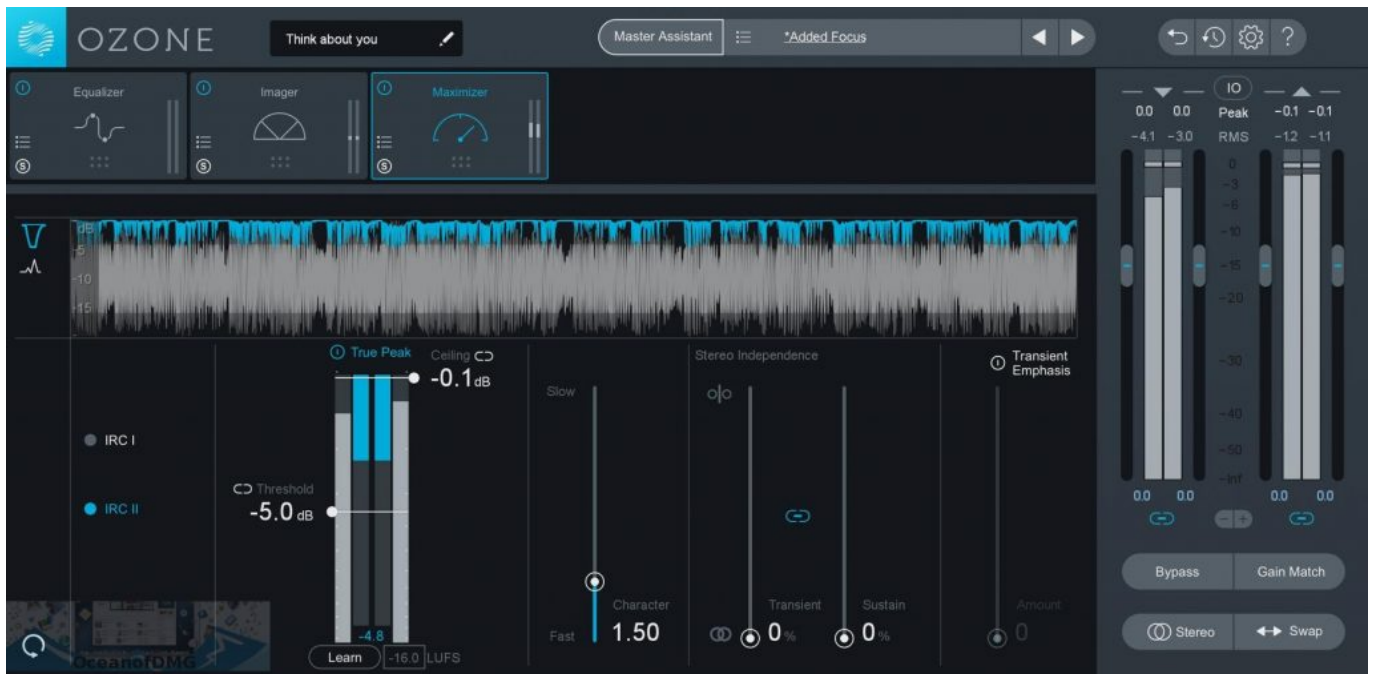 OZONE
Think about you
Master Assistant
*Added Focus
?
Equalizer
S
Imager
S
Maximizer
S
IO
0.0 0.0 Peak -0.1 -0.1
-4.1 -3.0 RMS -1.2 -1.1
0
-3
-6
-10
-15
-20
-30
-40
-50
-Inf
0.0 0.0 0.0 0.0
- +
Bypass
Gain Match
Stereo
Swap
dB
-5
-10
-15
IRC I
IRC II
True Peak
Ceiling
-0.1 dB
Threshold
-5.0 dB
-4.8
Learn
-16.0 LUFS
Slow
Fast
Character
1.50
Stereo Independence
Transient
0 %
Sustain
0 %
Transient
Emphasis
Amount
0
OceanofDMG